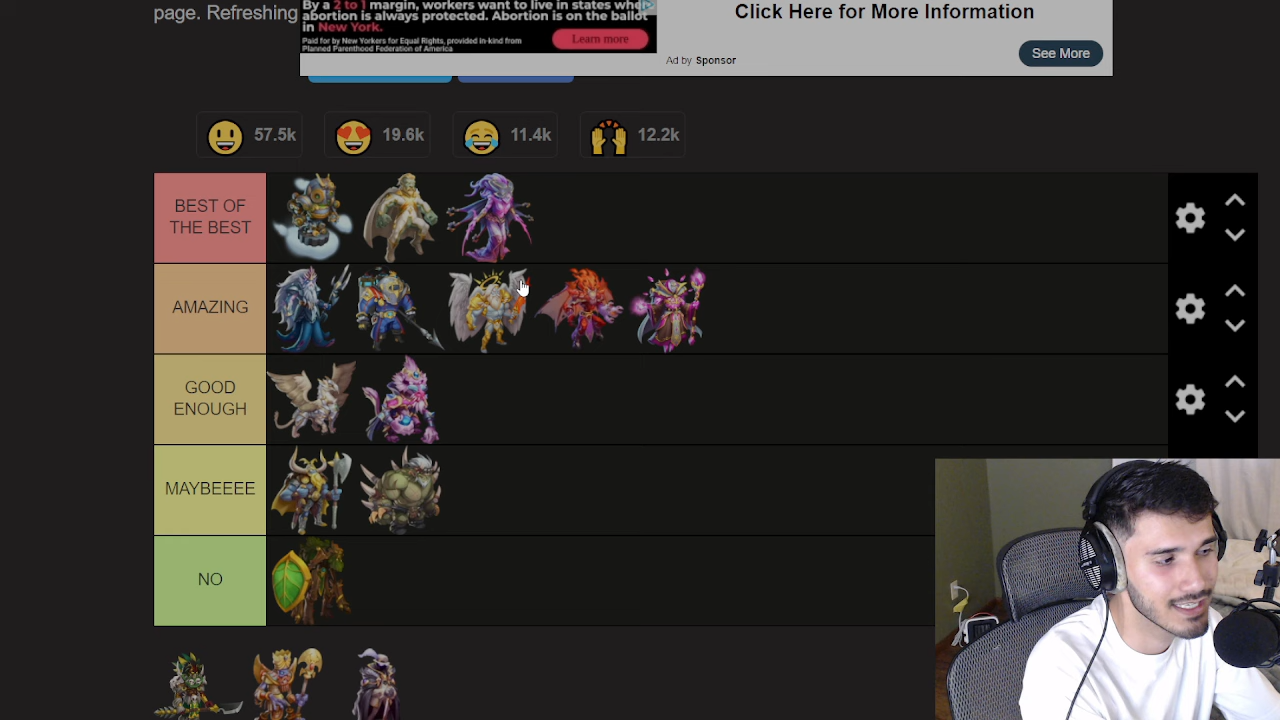 page. Refreshing
By a 2 to 1 margin, workers want to live in states where
abortion is always protected. Abortion is on the ballot
in New York.
Paid for by New Yorkers for Equal Rights, provided in-kind from
Planned Parenthood Federation of America
Learn more
Click Here for More Information
Ad by Sponsor
See More
57.5k
19.6k
11.4k
12.2k
BEST OF
THE BEST
AMAZING
GOOD
ENOUGH
MAYBEEEE
NO